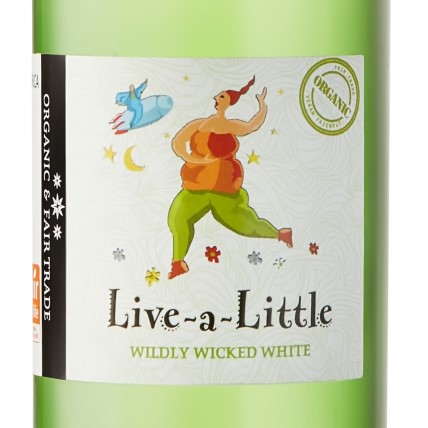 ORGANIC & FAIR TRADE
ORGANIC
Live-a-Little
WILDLY WICKED WHITE